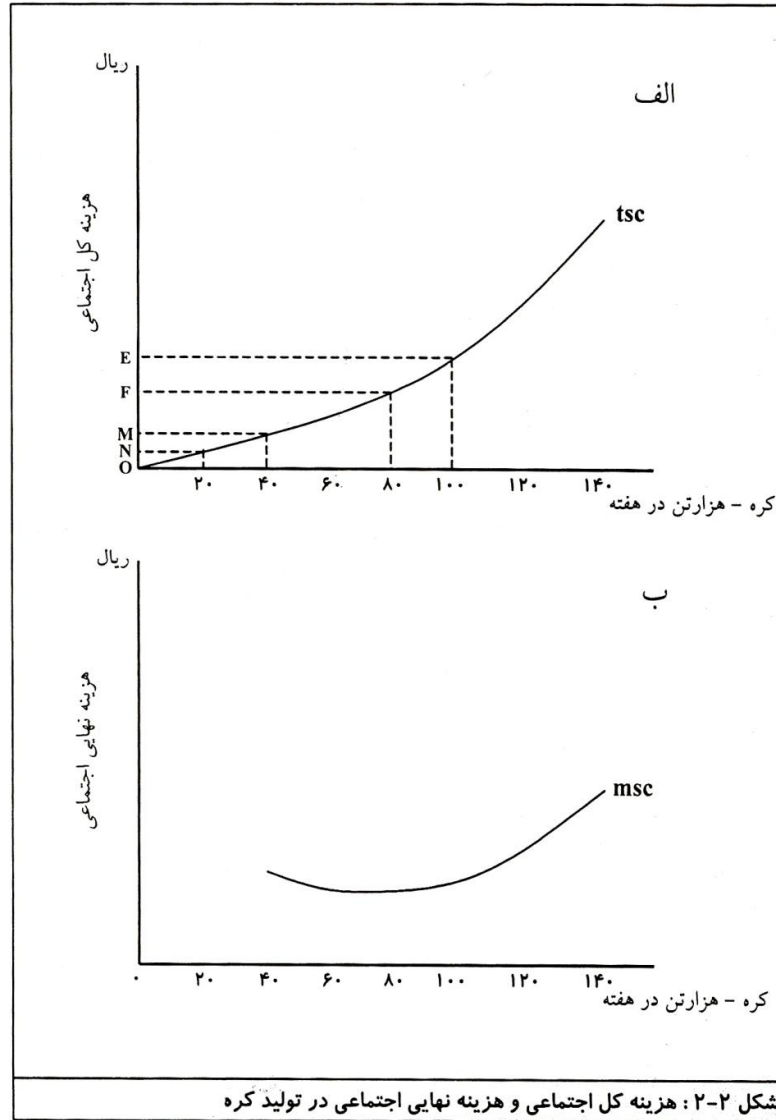 ریال
الف
هزینه کل اجتماعی
tsc
E
F
M
N
O
۲۰ ۴۰ ۶۰ ۸۰ ۱۰۰ ۱۲۰ ۱۴۰
کره - هزارتن در هفته
ریال
ب
هزینه نهایی اجتماعی
msc
۰ ۲۰ ۴۰ ۶۰ ۸۰ ۱۰۰ ۱۲۰ ۱۴۰
کره - هزارتن در هفته
شکل ۲-۲ : هزینه کل اجتماعی و هزینه نهایی اجتماعی در تولید کره